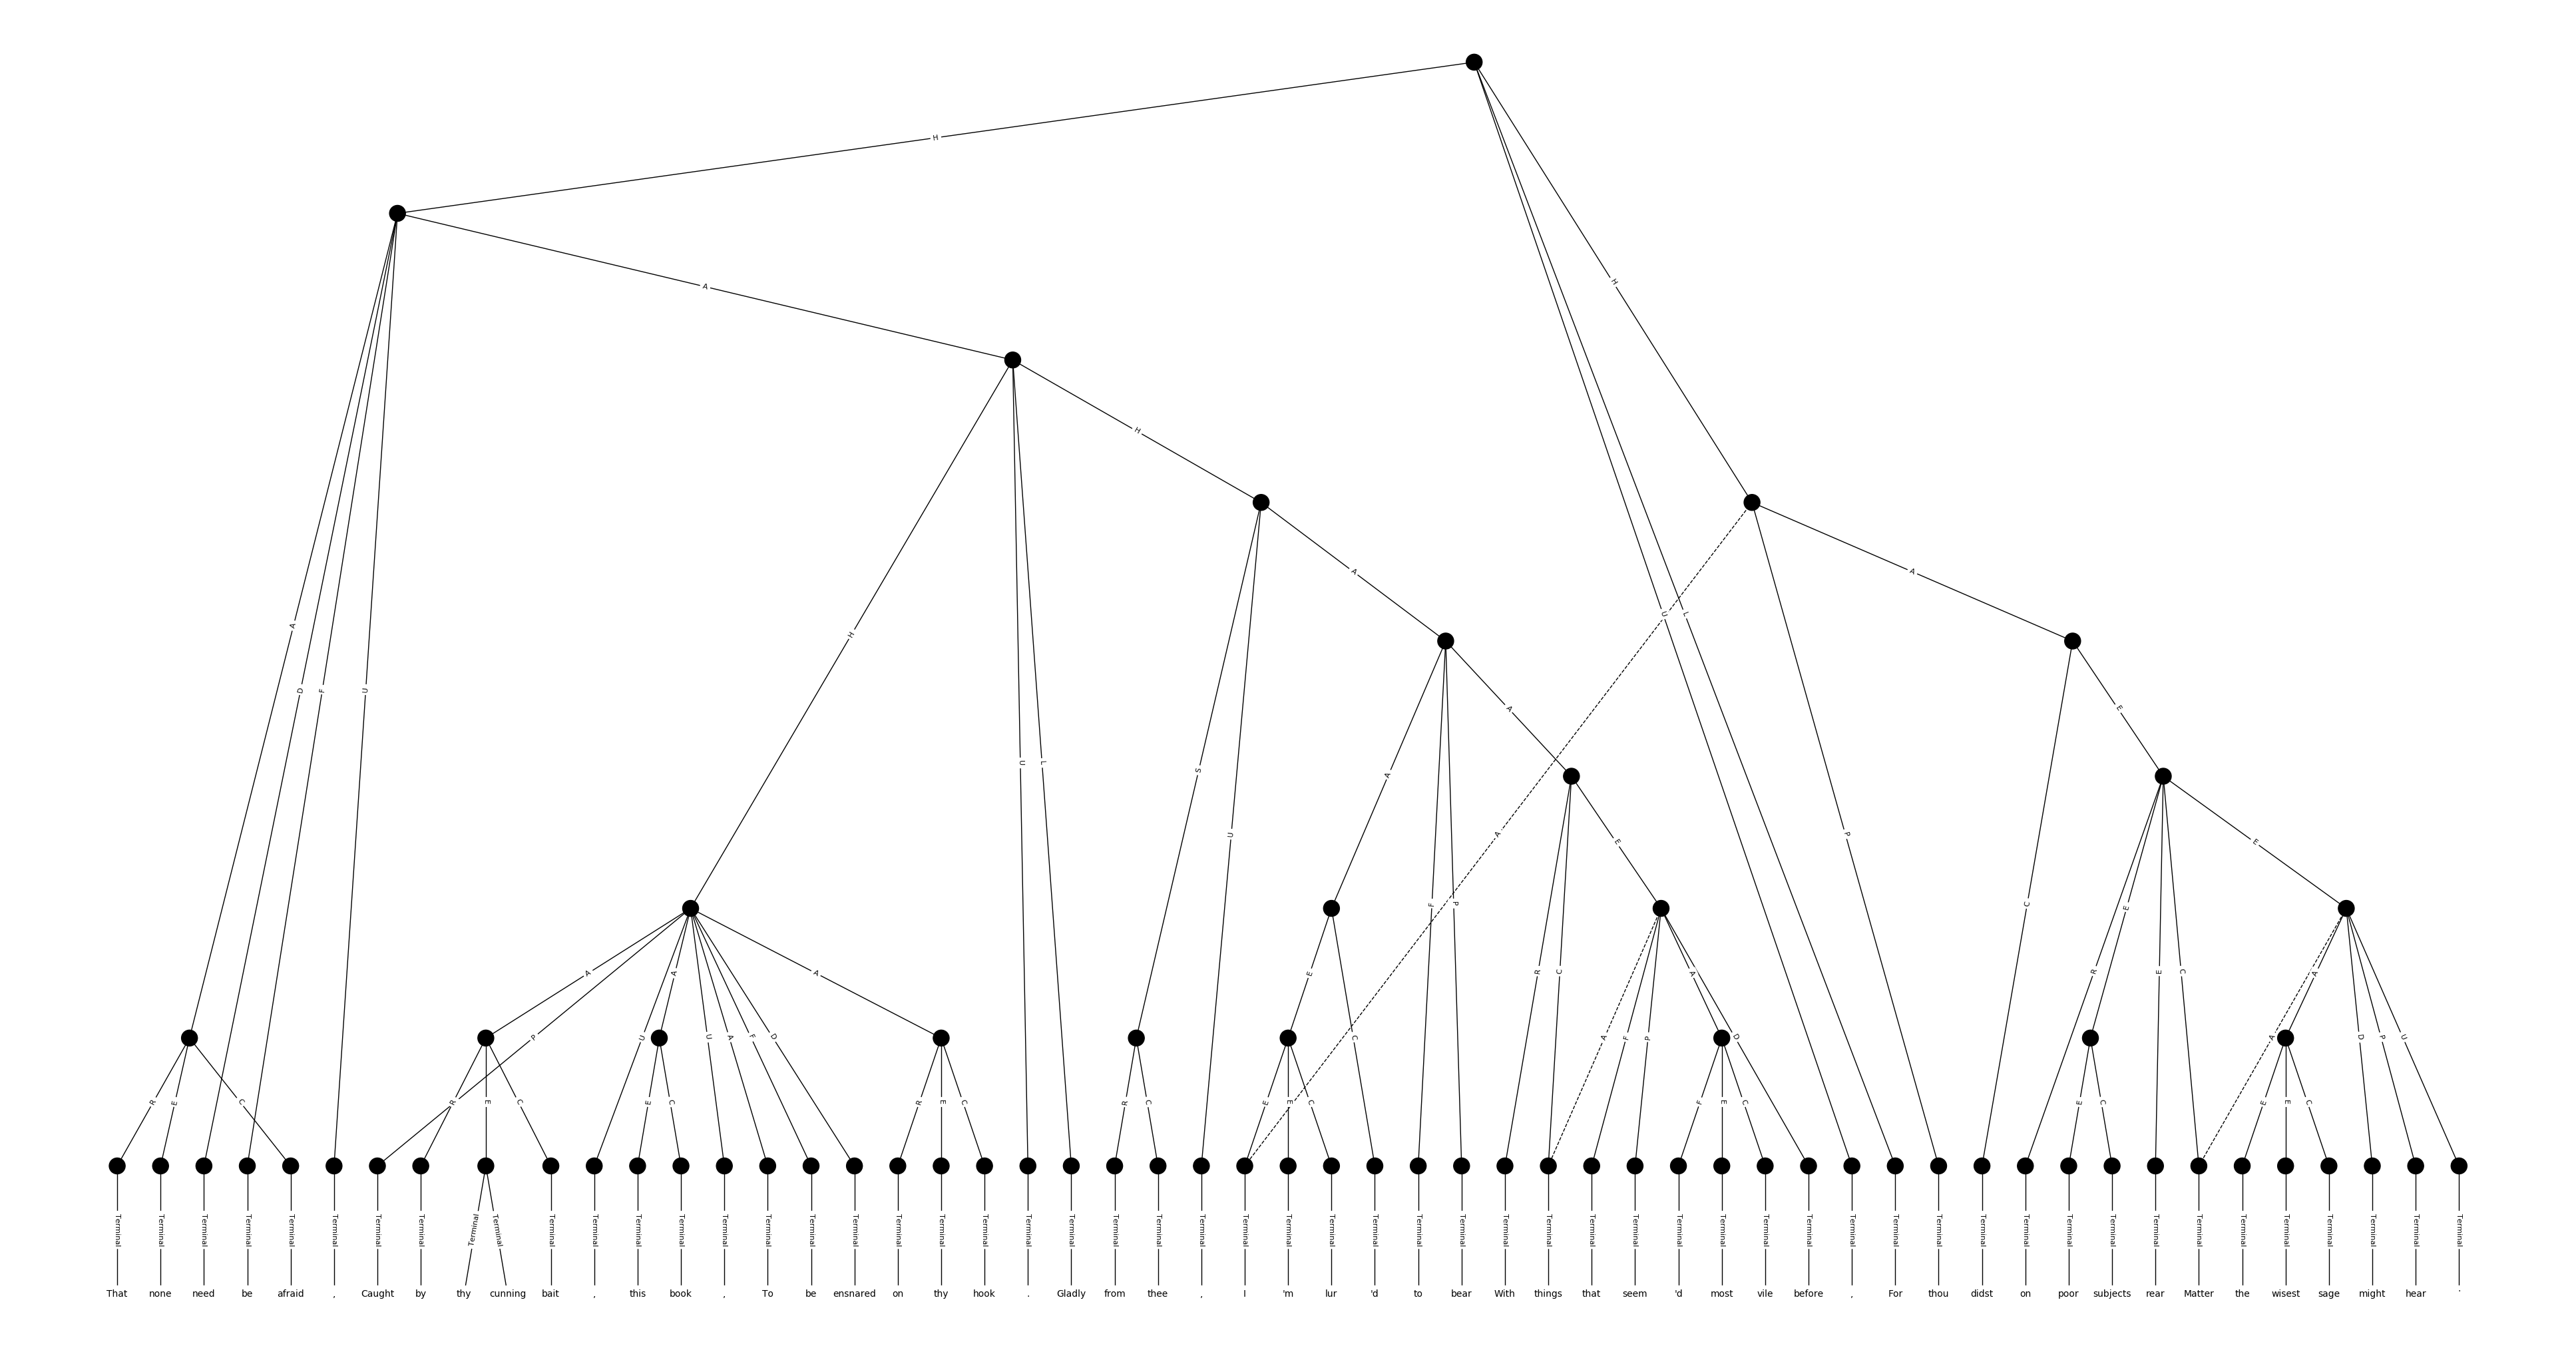 H
H
A
H
A A
U L
A H
D F U
A E
U L
S A
U A P
E E
F P C E
A A A E R C A R E C A
P U U A F D C A F P D A D P U
R E C R E C E C R E C R C E E C F E C E C E E C
Terminal Terminal Terminal Terminal Terminal Terminal Terminal Terminal Terminal Terminal Terminal Terminal Terminal Terminal Terminal Terminal Terminal Terminal Terminal Terminal Terminal Terminal Terminal Terminal Terminal Terminal Terminal Terminal Terminal Terminal Terminal Terminal Terminal Terminal Terminal Terminal Terminal Terminal Terminal Terminal Terminal Terminal Terminal Terminal Terminal Terminal Terminal Terminal Terminal Terminal Terminal Terminal Terminal Terminal
That none need be afraid , Caught by thy cunning bait , this book , To be ensnared on thy hook . Gladly from thee , I 'm lur 'd to bear With things that seem 'd most vile before , For thou didst on poor subjects rear Matter the wisest sage might hear .